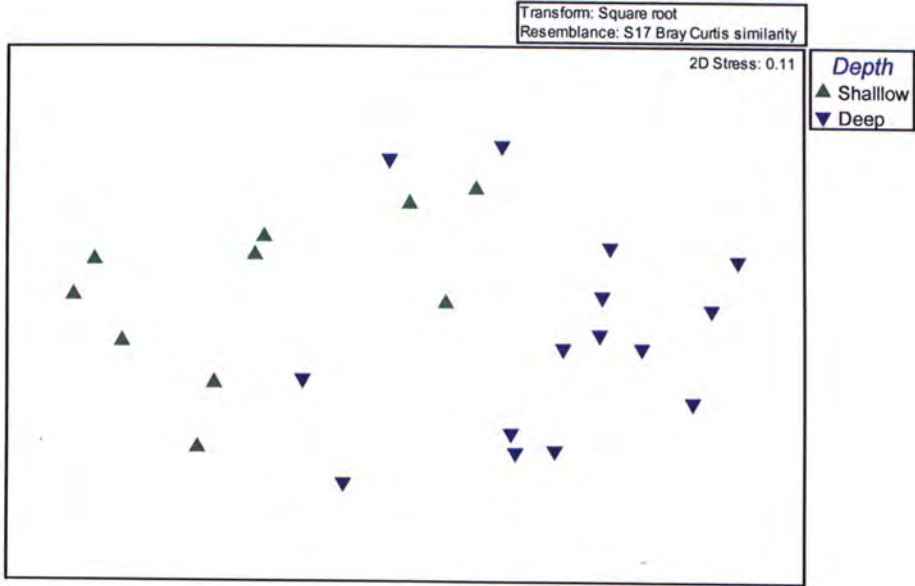 Transform: Square root
Resemblance: S17 Bray Curtis similarity
2D Stress: 0.11
Depth
Shalllow
Deep